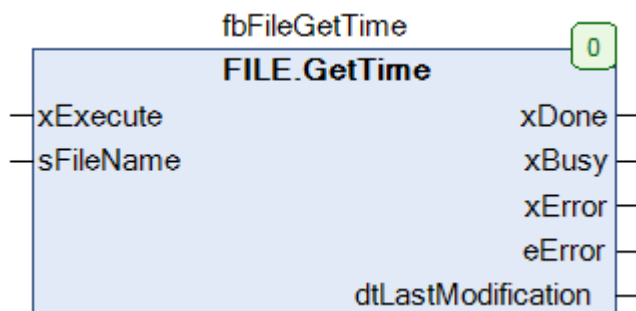 fbFileGetTime
0
FILE.GetTime
xExecute xDone
sFileName xBusy
xError
eError
dtLastModification